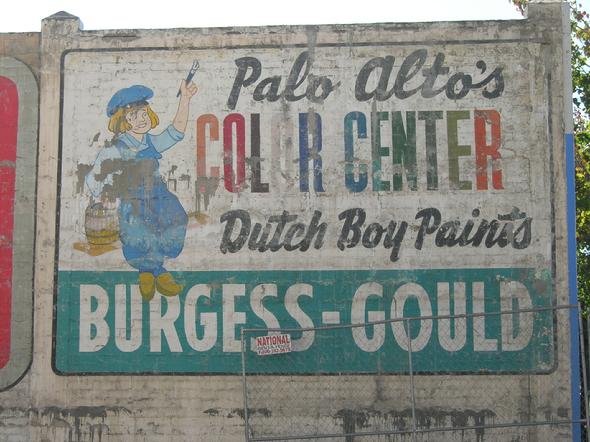 Palo Alto's
COLOR CENTER
Dutch Boy Paints
BURGESS-GOULD
NATIONAL